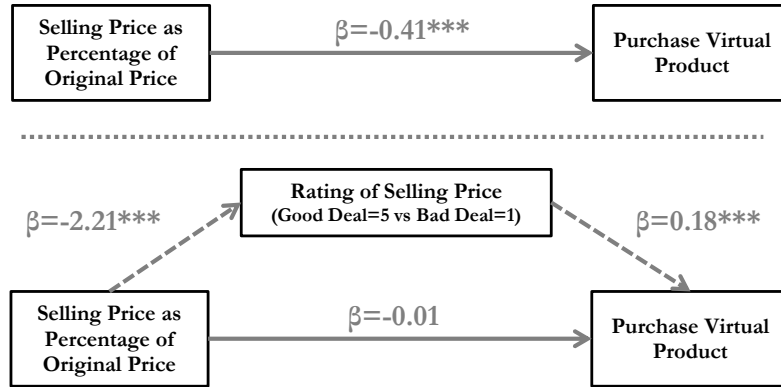 Selling Price as
Percentage of
Original Price
β=-0.41***
Purchase Virtual
Product
Rating of Selling Price
(Good Deal=5 vs Bad Deal=1)
β=-2.21***
β=0.18***
Selling Price as
Percentage of
Original Price
β=-0.01
Purchase Virtual
Product